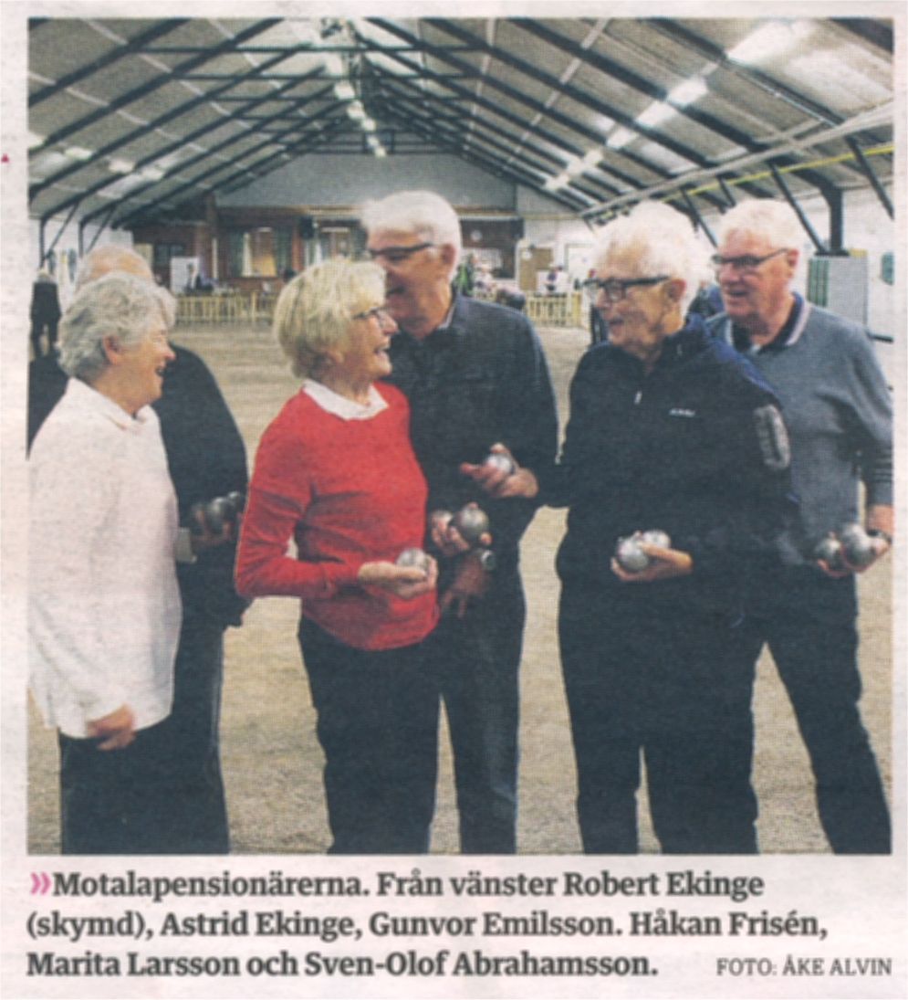 »Motalapensionärerna. Från vänster Robert Ekinge
(skymd), Astrid Ekinge, Gunvor Emilsson. Håkan Frisén,
Marita Larsson och Sven-Olof Abrahamsson.
FOTO: ÅKE ALVIN